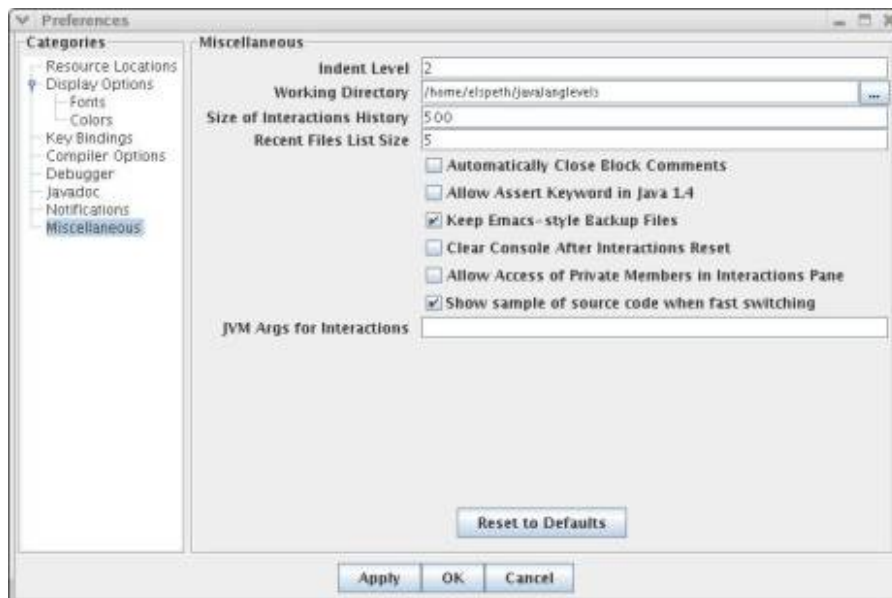 Preferences
Categories
Resource Locations
Display Options
Fonts
Colors
Key Bindings
Compiler Options
Debugger
Javadoc
Notifications
Miscellaneous
Miscellaneous
Indent Level 2
Working Directory /home/elspeth/javalanglevels ...
Size of Interactions History 500
Recent Files List Size 5
Automatically Close Block Comments
Allow Assert Keyword in Java 1.4
Keep Emacs-style Backup Files
Clear Console After Interactions Reset
Allow Access of Private Members in Interactions Pane
Show sample of source code when fast switching
JVM Args for Interactions
Reset to Defaults
Apply OK Cancel